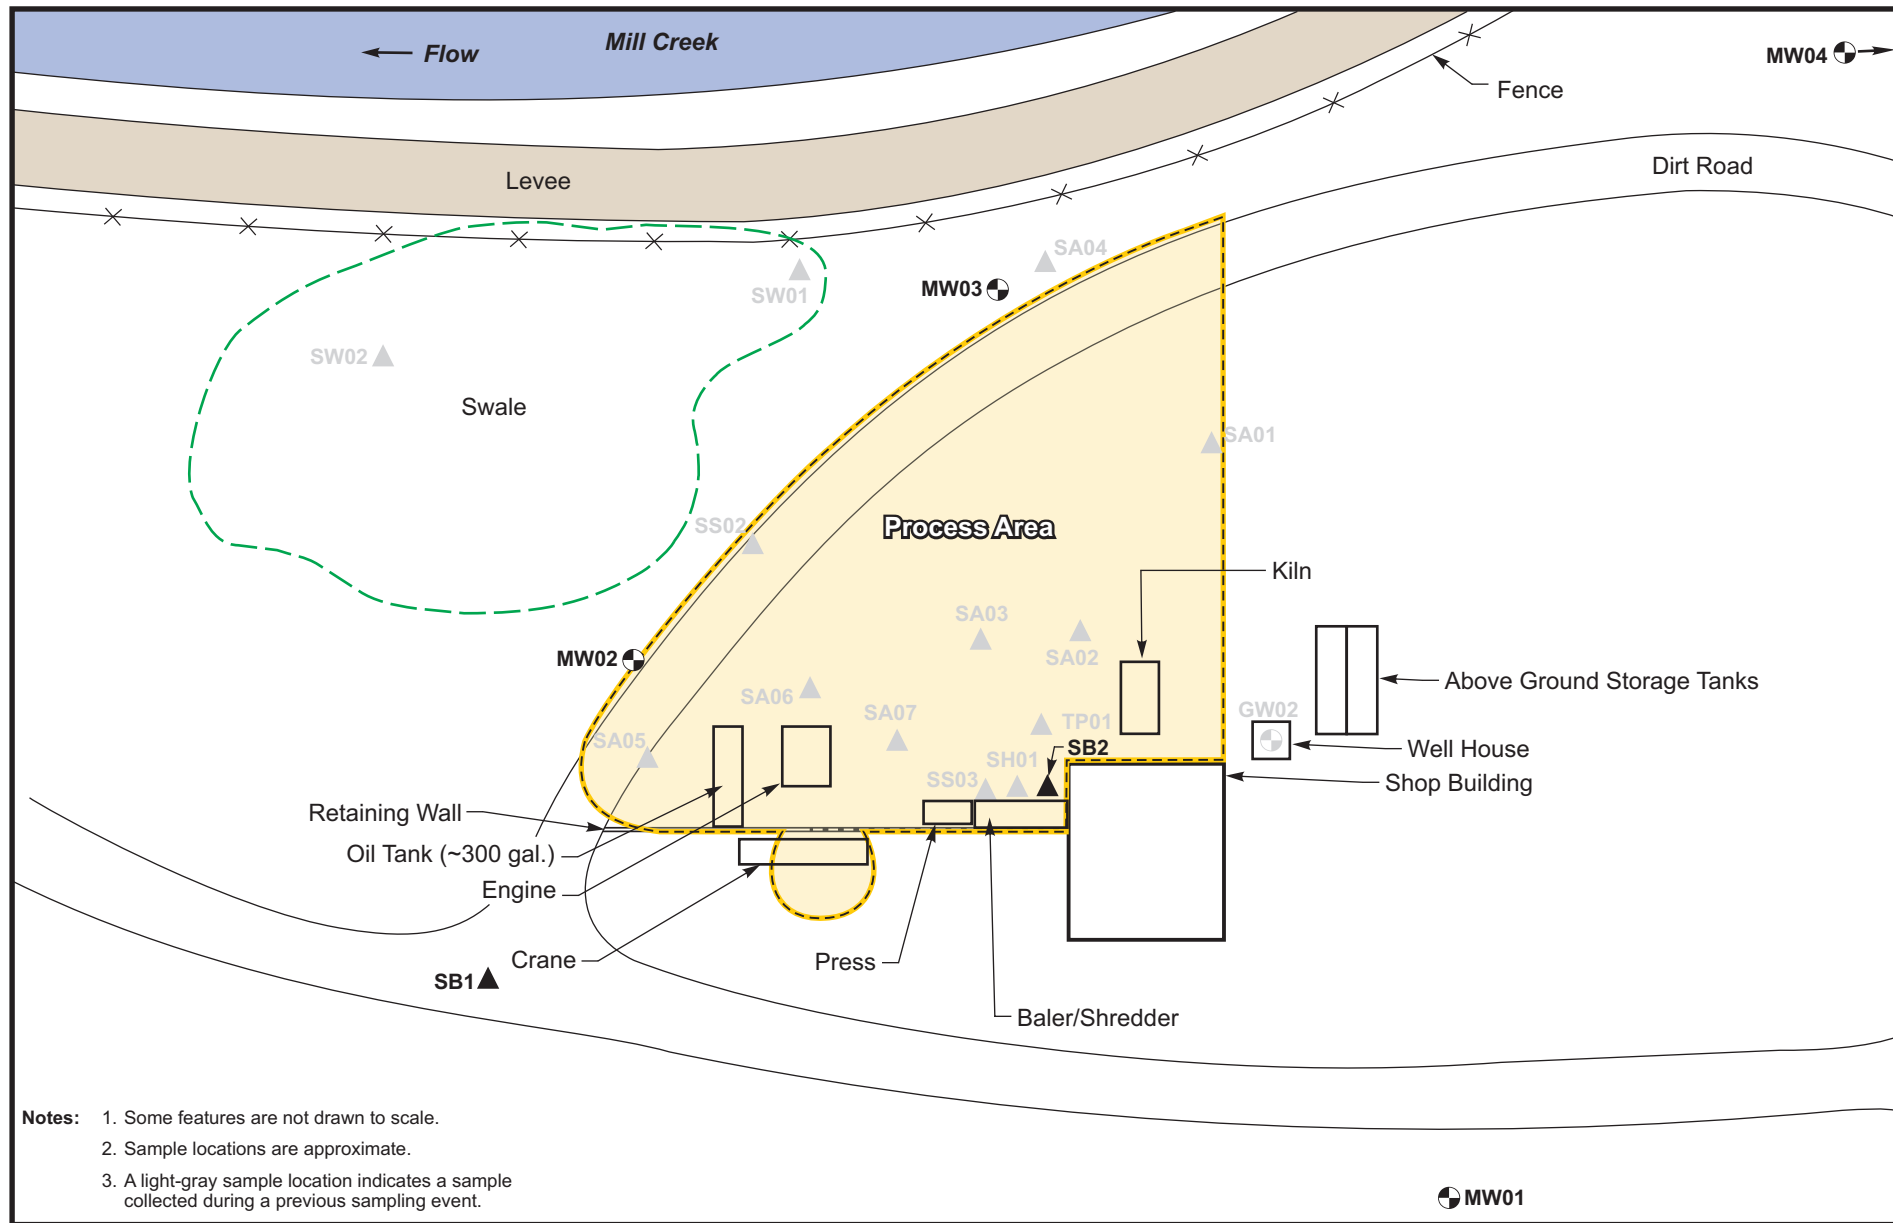 Mill Creek
Flow
MW04
Fence
Dirt Road
Levee
SA04
MW03
SW01
SW02
Swale
SA01
SS02
Process Area
Kiln
SA03
SA02
MW02
SA06
Above Ground Storage Tanks
SA07
TP01
GW02
SA05
SB2
Well House
SH01
SS03
Shop Building
Retaining Wall
Oil Tank (~300 gal.)
Engine
Crane
Press
SB1
Baler/Shredder
Notes: 1. Some features are not drawn to scale.
2. Sample locations are approximate.
3. A light-gray sample location indicates a sample
collected during a previous sampling event.
MW01